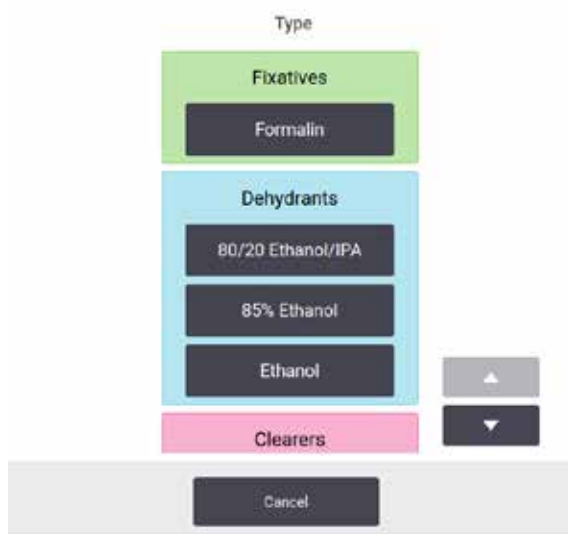 Type
Fixatives
Formalin
Dehydrants
80/20 Ethanol/IPA
85% Ethanol
Ethanol
Clearers
Cancel